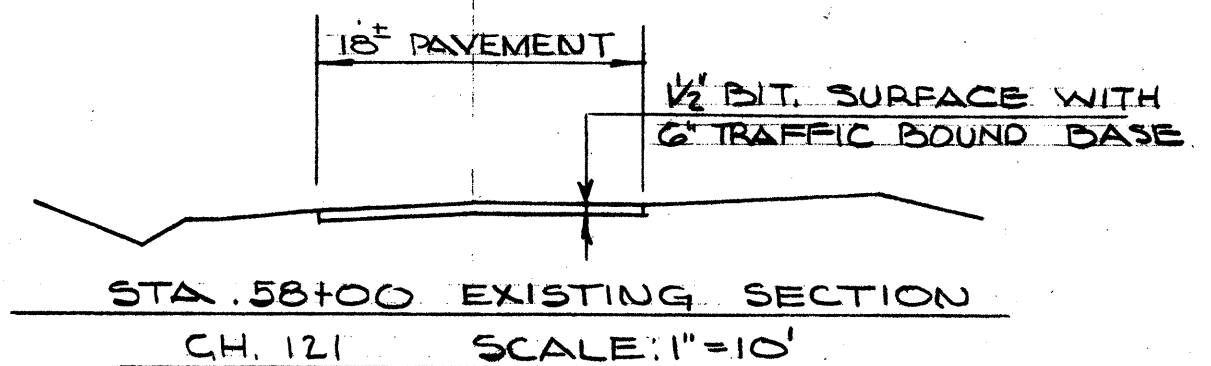 18'± PAVEMENT
1/2" BIT. SURFACE WITH
6" TRAFFIC BOUND BASE
STA. 58+00 EXISTING SECTION
CH. 121 SCALE: 1"=10'